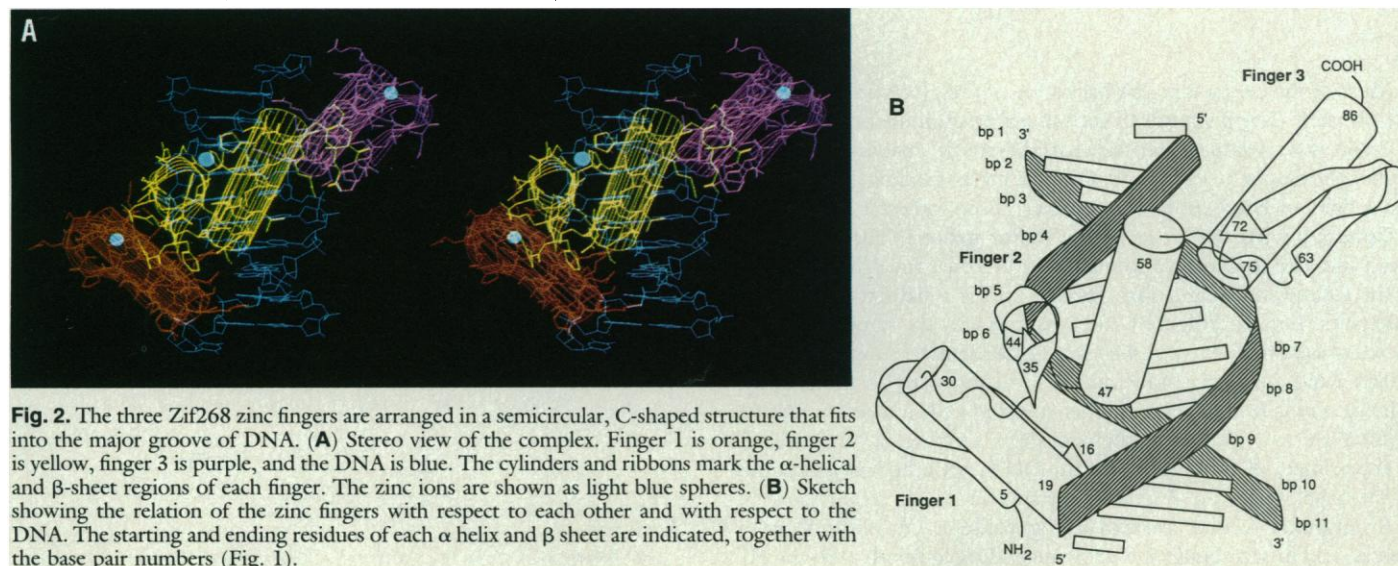 A
Fig. 2. The three Zif268 zinc fingers are arranged in a semicircular, C-shaped structure that fits
into the major groove of DNA. (A) Stereo view of the complex. Finger 1 is orange, finger 2
is yellow, finger 3 is purple, and the DNA is blue. The cylinders and ribbons mark the α-helical
and β-sheet regions of each finger. The zinc ions are shown as light blue spheres. (B) Sketch
showing the relation of the zinc fingers with respect to each other and with respect to the
DNA. The starting and ending residues of each α helix and β sheet are indicated, together with
the base pair numbers (Fig. 1).
B
COOH
Finger 3
86
5'
bp 1 3'
bp 2
bp 3
72
bp 4
Finger 2
58
75
63
bp 5
bp 6
44
35
bp 7
30
47
bp 8
16
bp 9
Finger 1
5
19
bp 10
bp 11
NH2
5'
3'